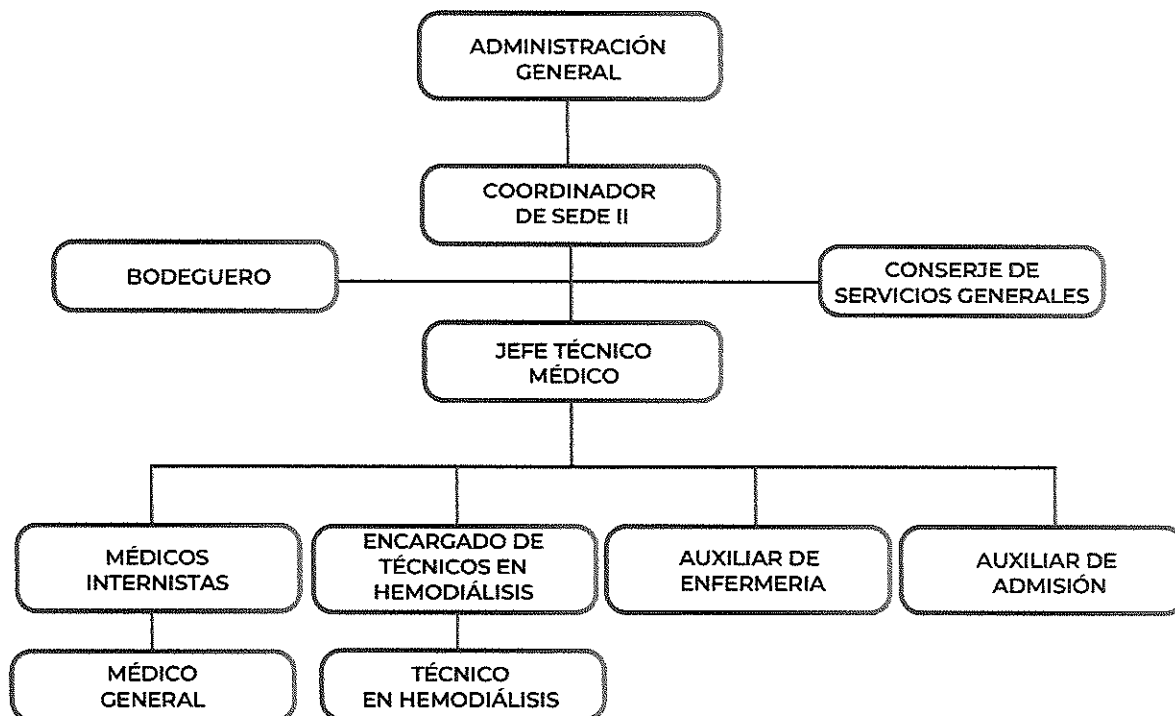 ADMINISTRACIÓN
GENERAL
COORDINADOR
DE SEDE II
BODEGUERO
CONSERJE DE
SERVICIOS GENERALES
JEFE TÉCNICO
MÉDICO
MÉDICOS
INTERNISTAS
ENCARGADO DE
TÉCNICOS EN
HEMODIÁLISIS
AUXILIAR DE
ENFERMERIA
AUXILIAR DE
ADMISIÓN
MÉDICO
GENERAL
TÉCNICO
EN HEMODIÁLISIS